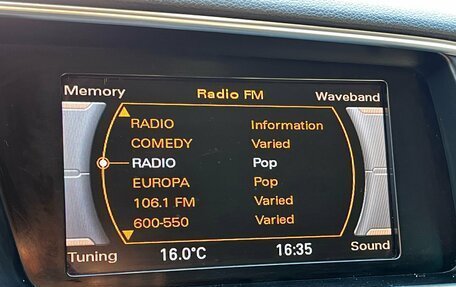 Memory Radio FM Waveband
RADIO Information
COMEDY Varied
RADIO Pop
EUROPA Pop
106.1 FM Varied
600-550 Varied
Tuning 16.0°C 16:35 Sound